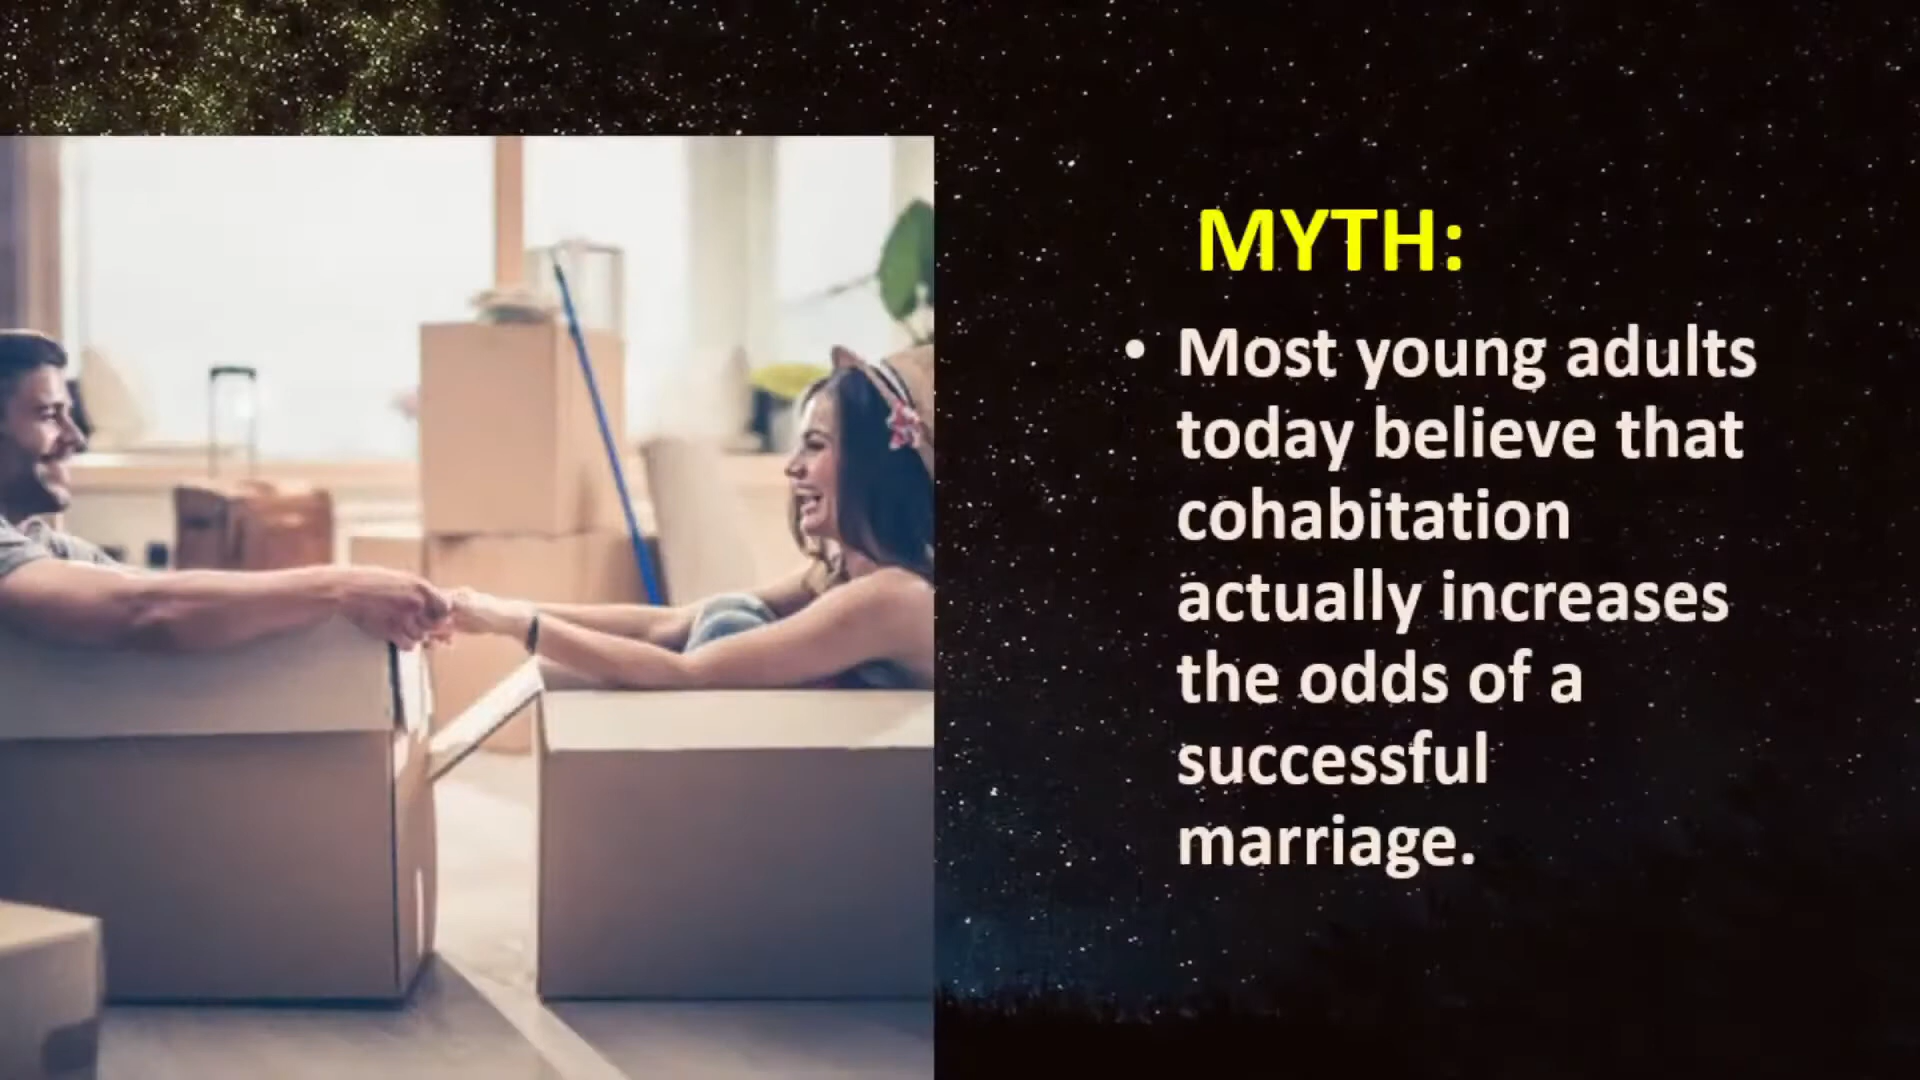 MYTH:
• Most young adults
today believe that
cohabitation
actually increases
the odds of a
successful
marriage.